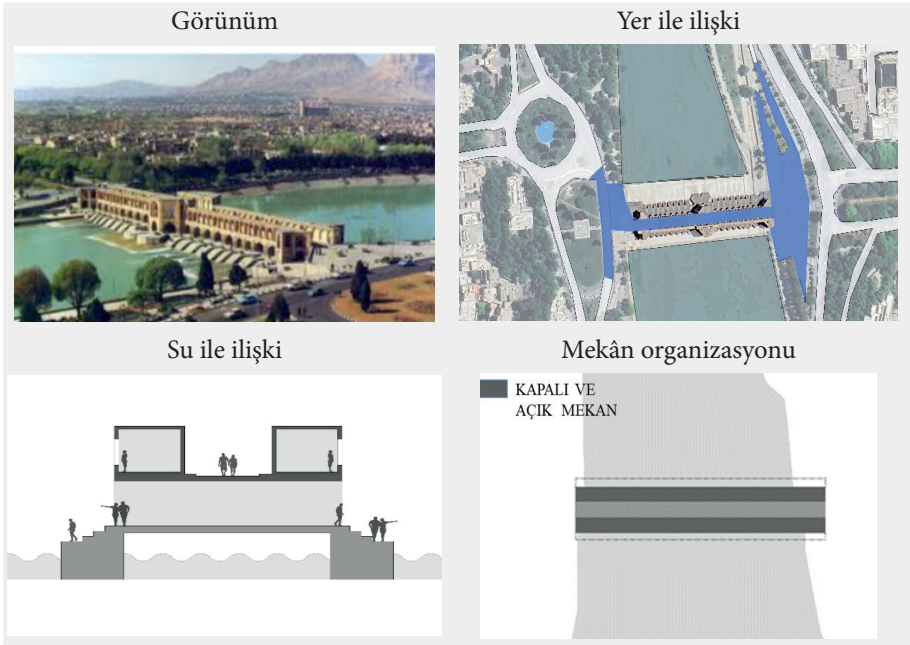 Görünüm
Yer ile ilişki
Su ile ilişki
Mekân organizasyonu
KAPALI VE
AÇIK MEKAN